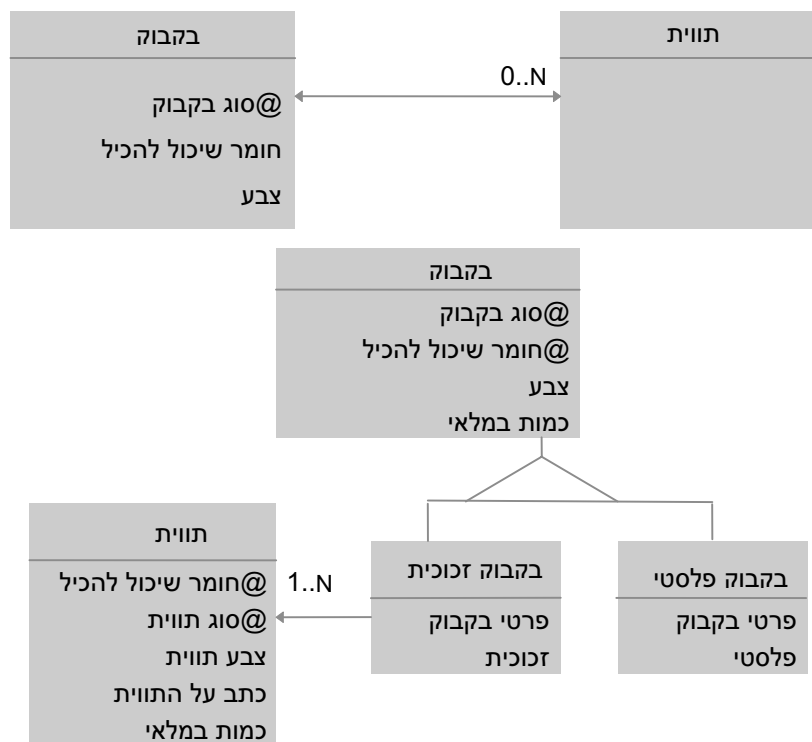 בקבוק
@סוג בקבוק
חומר שיכול להכיל
צבע
0..N
תווית
בקבוק
@סוג בקבוק
@חומר שיכול להכיל
צבע
כמות במלאי
תווית
@חומר שיכול להכיל
@סוג תווית
צבע תווית
כתב על התווית
כמות במלאי
1..N
בקבוק זכוכית
פרטי בקבוק
זכוכית
בקבוק פלסטי
פרטי בקבוק
פלסטי